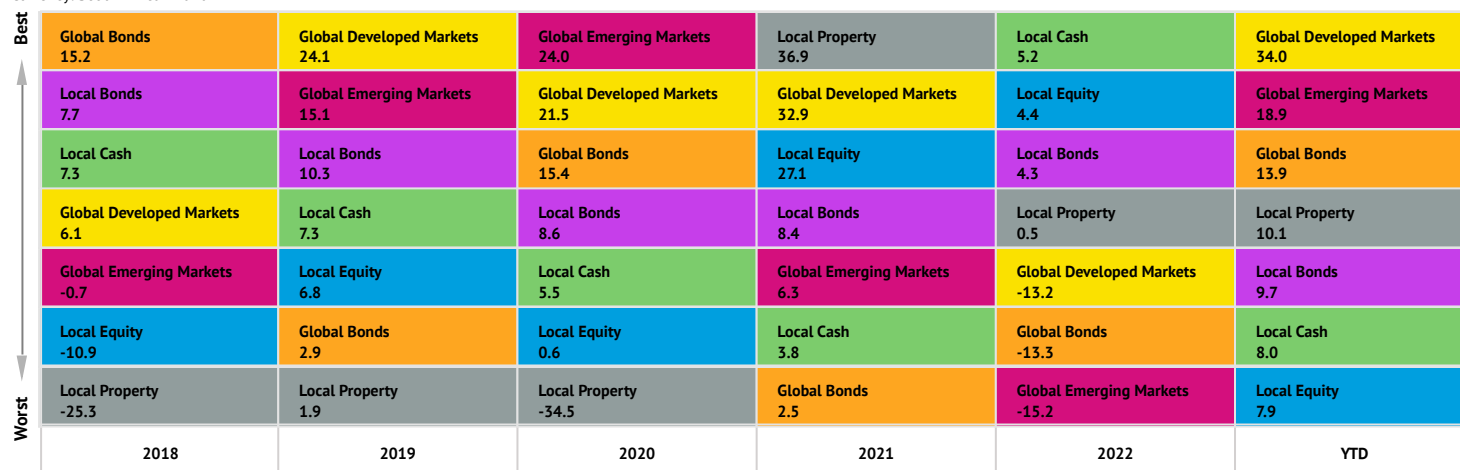 Best
Global Bonds
15.2
Global Developed Markets
24.1
Global Emerging Markets
24.0
Local Property
36.9
Local Cash
5.2
Global Developed Markets
34.0
Local Bonds
7.7
Global Emerging Markets
15.1
Global Developed Markets
21.5
Global Developed Markets
32.9
Local Equity
4.4
Global Emerging Markets
18.9
Local Cash
7.3
Local Bonds
10.3
Global Bonds
15.4
Local Equity
27.1
Local Bonds
4.3
Global Bonds
13.9
Global Developed Markets
6.1
Local Cash
7.3
Local Bonds
8.6
Local Bonds
8.4
Local Property
0.5
Local Property
10.1
Global Emerging Markets
-0.7
Local Equity
6.8
Local Cash
5.5
Global Emerging Markets
6.3
Global Developed Markets
-13.2
Local Bonds
9.7
Local Equity
-10.9
Global Bonds
2.9
Local Equity
0.6
Local Cash
3.8
Global Bonds
-13.3
Local Cash
8.0
Local Property
-25.3
Local Property
1.9
Local Property
-34.5
Global Bonds
2.5
Global Emerging Markets
-15.2
Local Equity
7.9
Worst
2018
2019
2020
2021
2022
YTD